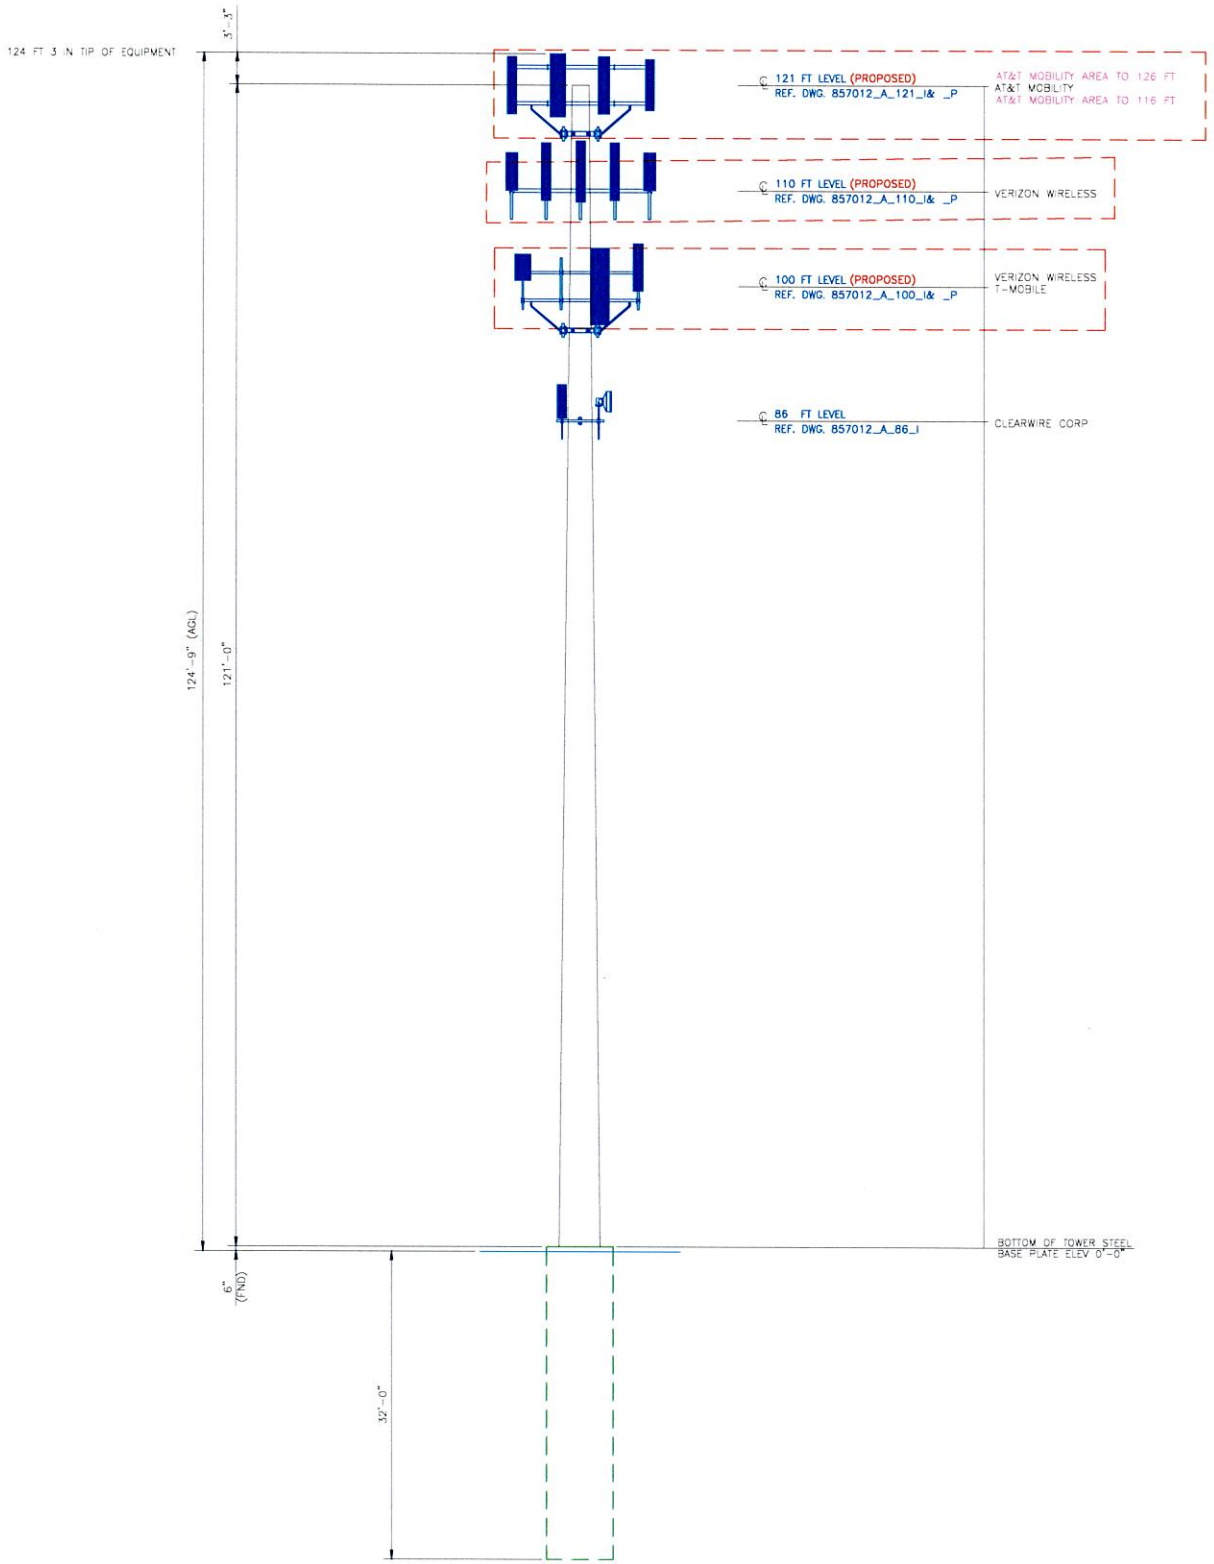 3'-3"
124 FT 3 IN TIP OF EQUIPMENT
℄ 121 FT LEVEL (PROPOSED)
REF. DWG. 857012_A_121_I& _P
AT&T MOBILITY AREA TO 126 FT
AT&T MOBILITY
AT&T MOBILITY AREA TO 116 FT
℄ 110 FT LEVEL (PROPOSED)
REF. DWG. 857012_A_110_I& _P
VERIZON WIRELESS
℄ 100 FT LEVEL (PROPOSED)
REF. DWG. 857012_A_100_I& _P
VERIZON WIRELESS
T-MOBILE
℄ 86 FT LEVEL
REF. DWG. 857012_A_86_I
CLEARWIRE CORP
124'-9" (AGL)
121'-0"
BOTTOM OF TOWER STEEL
BASE PLATE ELEV 0'-0"
6"
(FND)
32'-0"